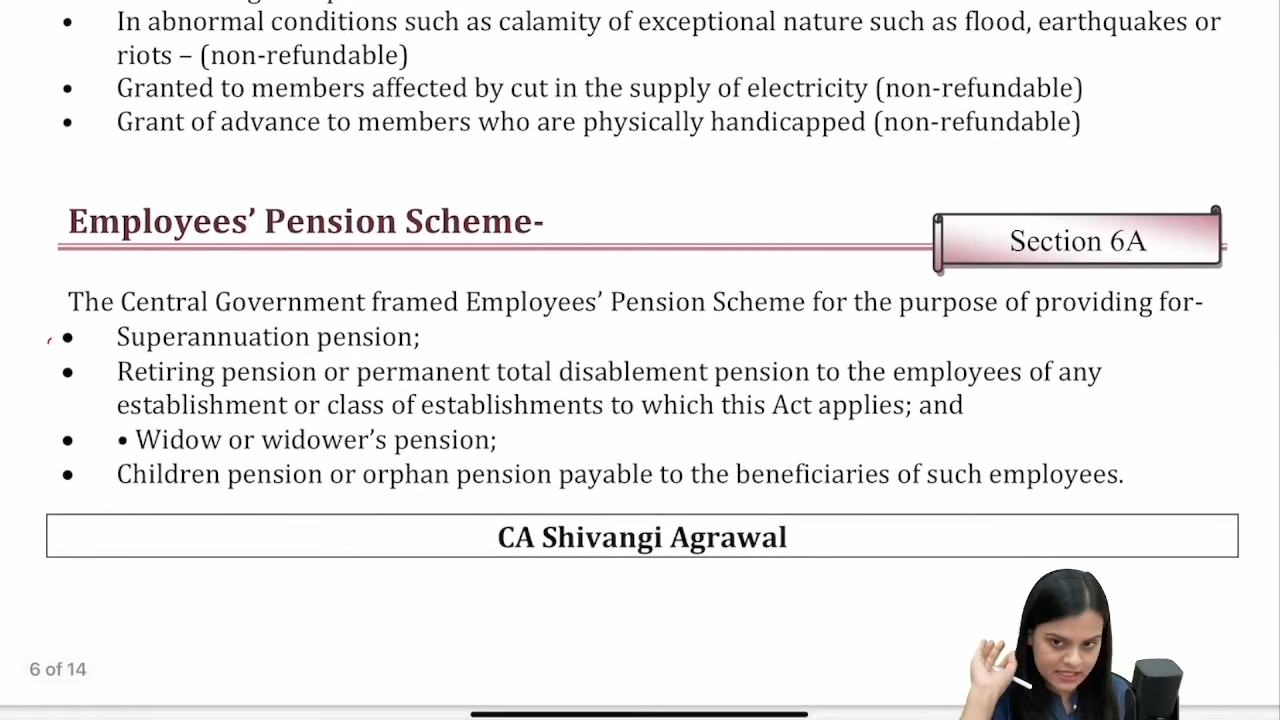 • In abnormal conditions such as calamity of exceptional nature such as flood, earthquakes or
riots – (non-refundable)
• Granted to members affected by cut in the supply of electricity (non-refundable)
• Grant of advance to members who are physically handicapped (non-refundable)
Employees’ Pension Scheme-
Section 6A
The Central Government framed Employees’ Pension Scheme for the purpose of providing for-
• Superannuation pension;
• Retiring pension or permanent total disablement pension to the employees of any
establishment or class of establishments to which this Act applies; and
• • Widow or widower’s pension;
• Children pension or orphan pension payable to the beneficiaries of such employees.
CA Shivangi Agrawal
6 of 14